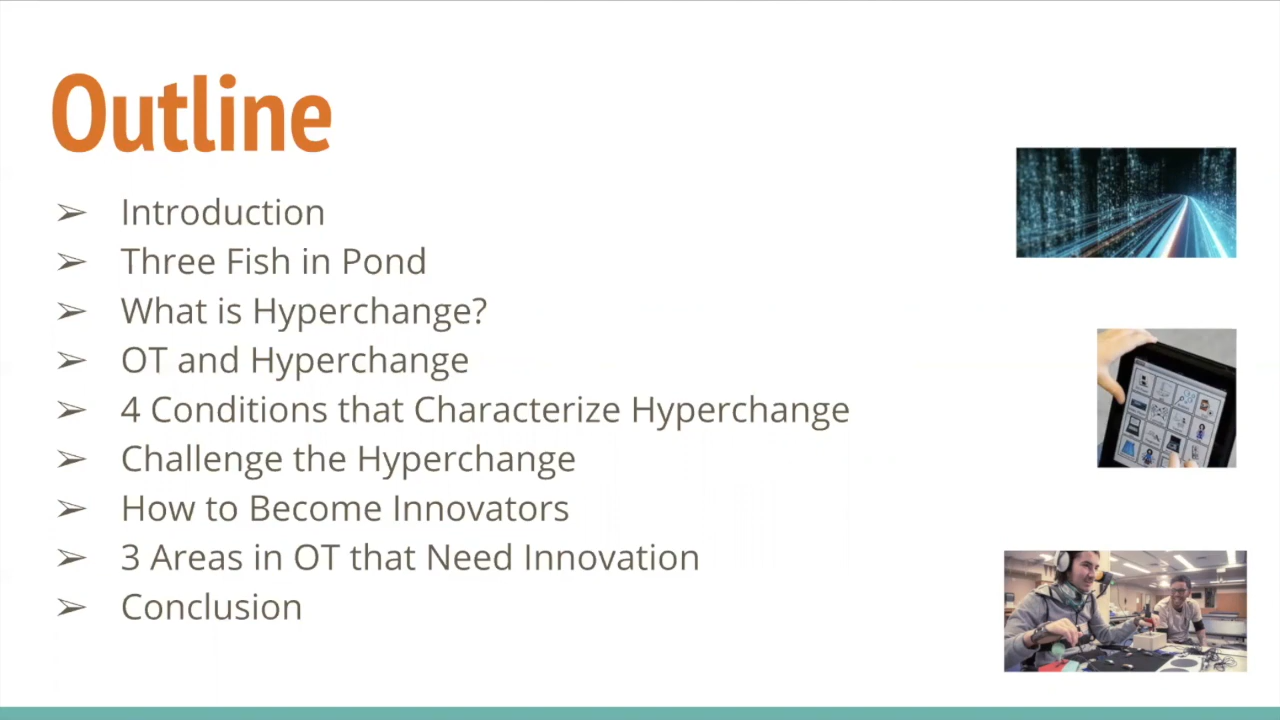 Outline
➢ Introduction
➢ Three Fish in Pond
➢ What is Hyperchange?
➢ OT and Hyperchange
➢ 4 Conditions that Characterize Hyperchange
➢ Challenge the Hyperchange
➢ How to Become Innovators
➢ 3 Areas in OT that Need Innovation
➢ Conclusion